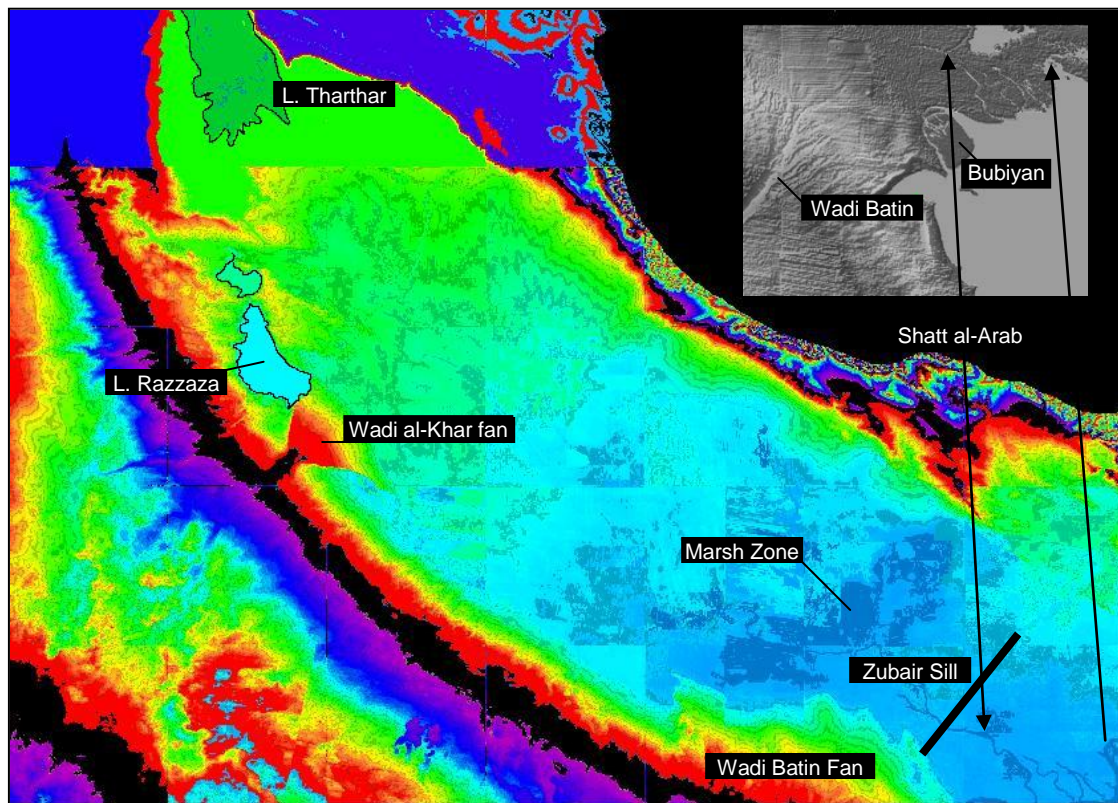 L. Tharthar
Bubiyan
Wadi Batin
Shatt al-Arab
L. Razzaza
Wadi al-Khar fan
Marsh Zone
Zubair Sill
Wadi Batin Fan